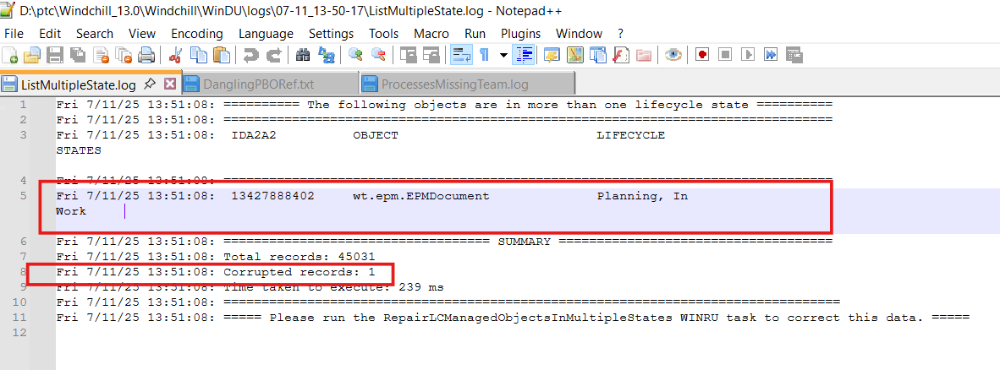 D:\ptc\Windchill_13.0\Windchill\WinDU\logs\07-11_13-50-17\ListMultipleState.log - Notepad++
File Edit Search View Encoding Language Settings Tools Macro Run Plugins Window ?
ListMultipleState.log DanglingPBORef.txt ProcessesMissingTeam.log
1 Fri 7/11/25 13:51:08: ========== The following objects are in more than one lifecycle state ==========
2 Fri 7/11/25 13:51:08: ================================================================================
3 Fri 7/11/25 13:51:08: IDA2A2 OBJECT LIFECYCLE
STATES
4 Fri 7/11/25 13:51:08: ================================================================================
5 Fri 7/11/25 13:51:08: 13427888402 wt.epm.EPMDocument Planning, In
Work
6 Fri 7/11/25 13:51:08: =================================== SUMMARY ====================================
7 Fri 7/11/25 13:51:08: Total records: 45031
8 Fri 7/11/25 13:51:08: Corrupted records: 1
9 Fri 7/11/25 13:51:08: Time taken to execute: 239 ms
10 Fri 7/11/25 13:51:08: =================================================================================
11 Fri 7/11/25 13:51:08: ===== Please run the RepairLCManagedObjectsInMultipleStates WINRU task to correct this data. =====
12